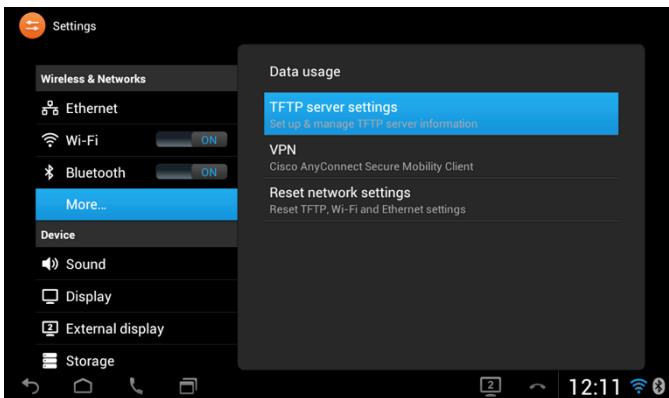 Settings
Wireless & Networks
Ethernet
Wi-Fi ON
Bluetooth ON
More...
Device
Sound
Display
2 External display
Storage
Data usage
TFTP server settings
Set up & manage TFTP server information
VPN
Cisco AnyConnect Secure Mobility Client
Reset network settings
Reset TFTP, Wi-Fi and Ethernet settings
2 12:11